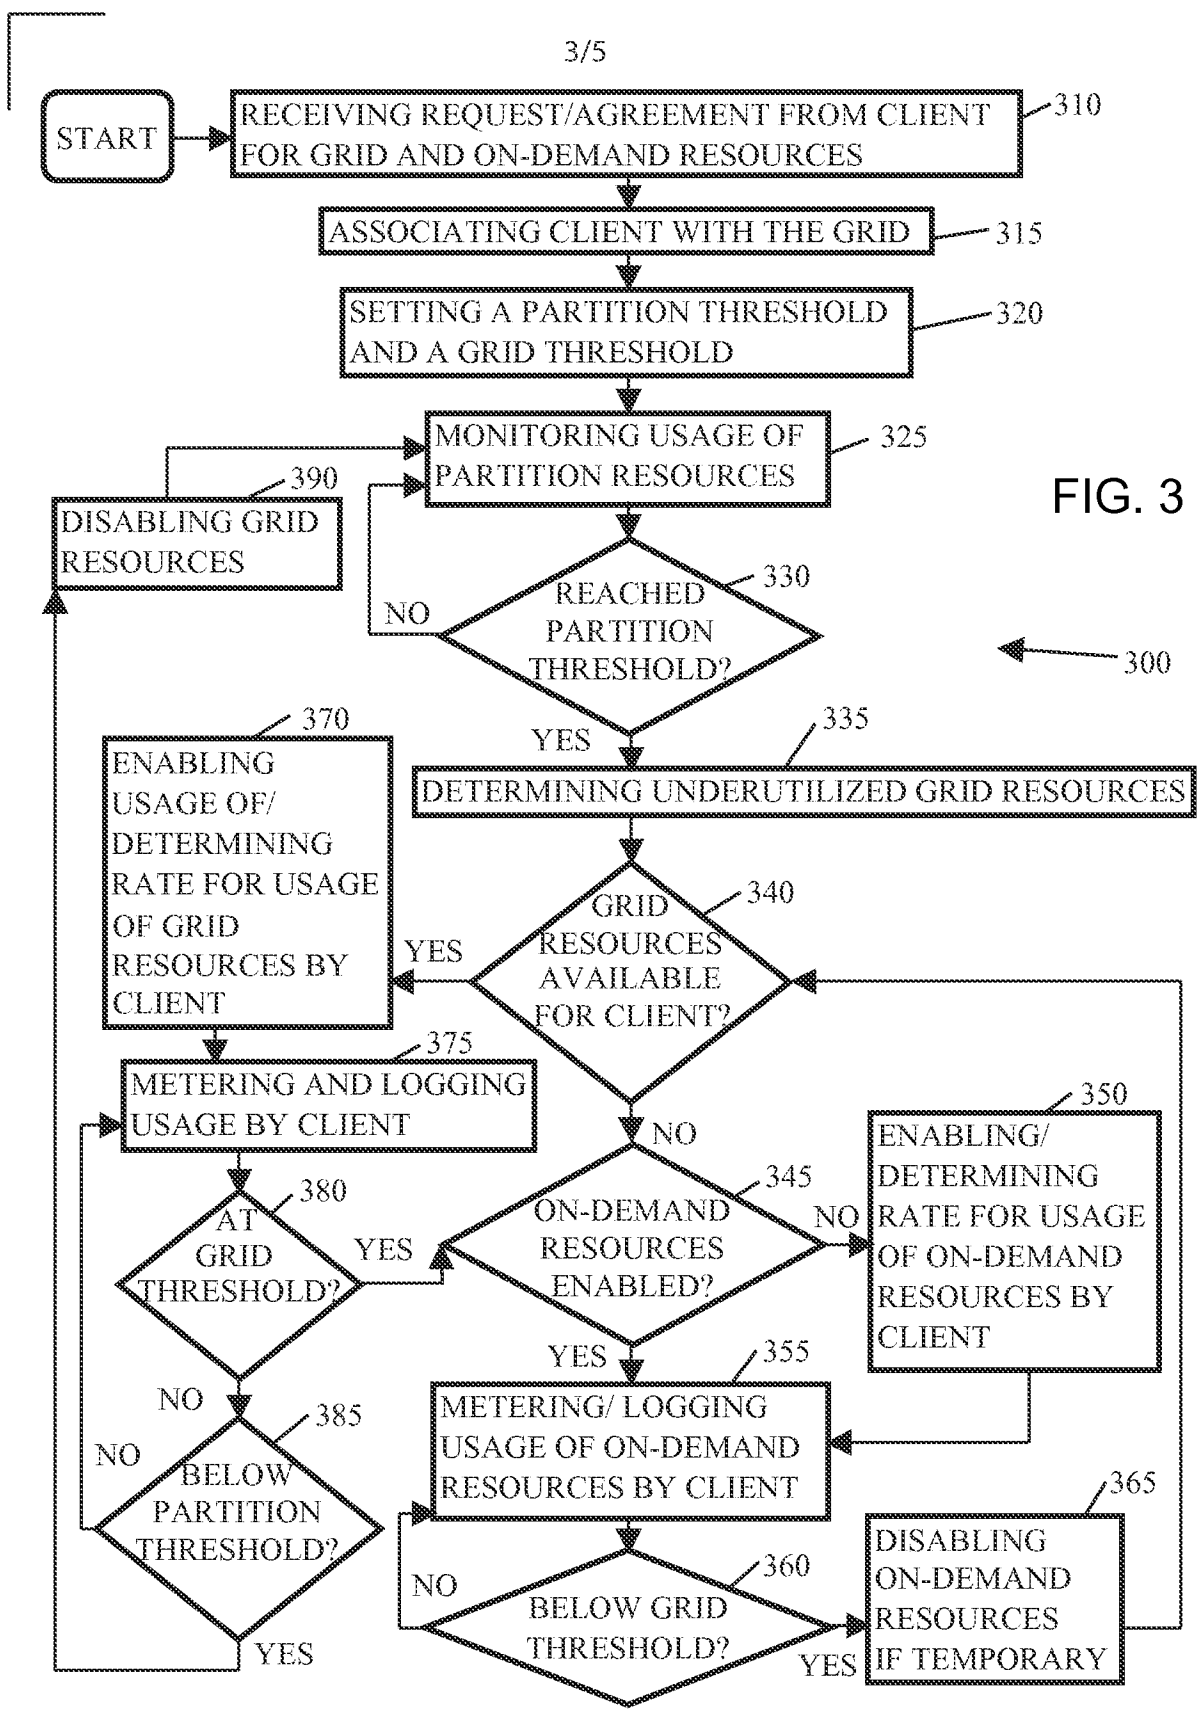 3/5
START
RECEIVING REQUEST/AGREEMENT FROM CLIENT
FOR GRID AND ON-DEMAND RESOURCES
310
ASSOCIATING CLIENT WITH THE GRID
315
SETTING A PARTITION THRESHOLD
AND A GRID THRESHOLD
320
MONITORING USAGE OF
PARTITION RESOURCES
325
390
DISABLING GRID
RESOURCES
FIG. 3
330
REACHED
PARTITION
THRESHOLD?
NO
300
YES
335
DETERMINING UNDERUTILIZED GRID RESOURCES
370
ENABLING
USAGE OF/
DETERMINING
RATE FOR USAGE
OF GRID
RESOURCES BY
CLIENT
340
GRID
RESOURCES
AVAILABLE
FOR CLIENT?
YES
NO
375
METERING AND LOGGING
USAGE BY CLIENT
380
AT
GRID
THRESHOLD?
YES
NO
345
ON-DEMAND
RESOURCES
ENABLED?
NO
YES
350
ENABLING/
DETERMINING
RATE FOR USAGE
OF ON-DEMAND
RESOURCES BY
CLIENT
355
METERING/ LOGGING
USAGE OF ON-DEMAND
RESOURCES BY CLIENT
385
BELOW
PARTITION
THRESHOLD?
NO
YES
360
BELOW GRID
THRESHOLD?
NO
YES
365
DISABLING
ON-DEMAND
RESOURCES
IF TEMPORARY